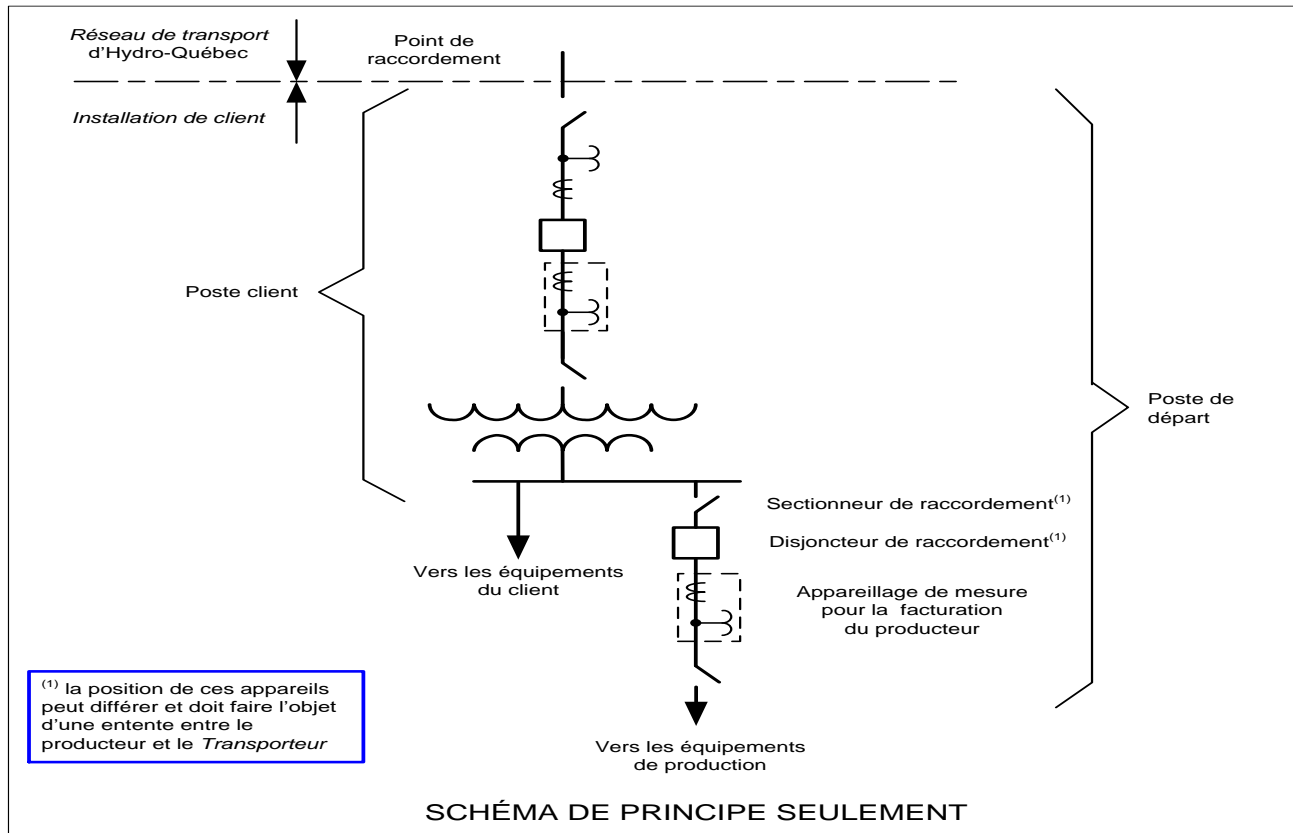 Réseau de transport
d'Hydro-Québec
Point de
raccordement
Installation de client
Poste client
Poste de
départ
Sectionneur de raccordement(1)
Disjoncteur de raccordement(1)
Vers les équipements
du client
Appareillage de mesure
pour la facturation
du producteur
(1) la position de ces appareils
peut différer et doit faire l'objet
d'une entente entre le
producteur et le Transporteur
Vers les équipements
de production
SCHÉMA DE PRINCIPE SEULEMENT